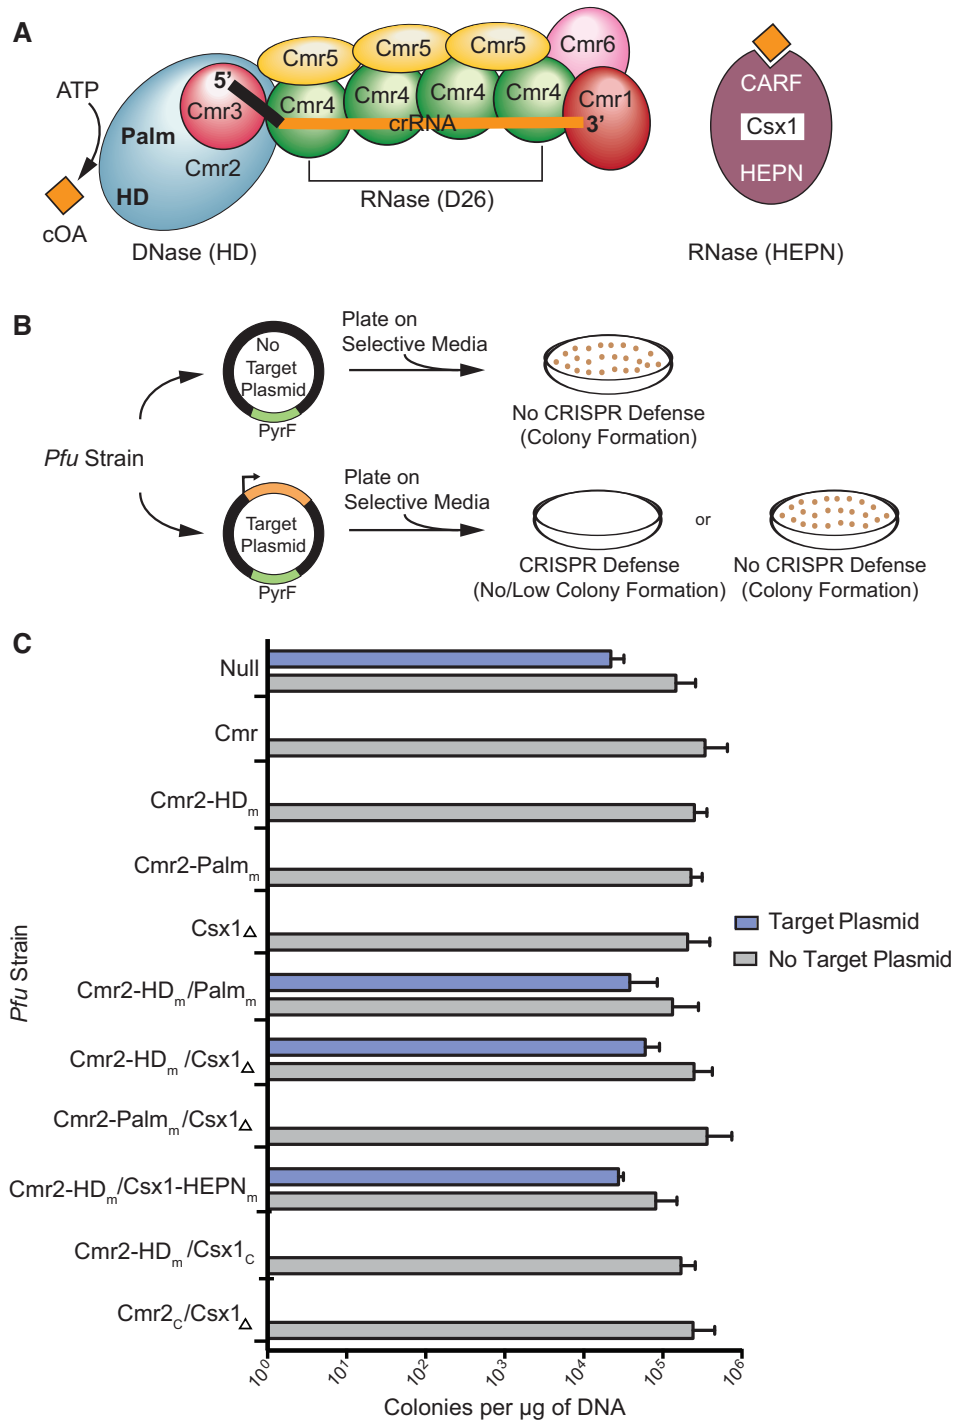 A
ATP
Palm
HD
cOA
5’
Cmr3
Cmr2
Cmr5
Cmr5
Cmr5
Cmr6
Cmr4
Cmr4
Cmr4
Cmr4
Cmr1
crRNA
3’
RNase (D26)
DNase (HD)
CARF
Csx1
HEPN
RNase (HEPN)
B
Pfu Strain
No
Target
Plasmid
PyrF
Plate on
Selective Media
No CRISPR Defense
(Colony Formation)
Target
Plasmid
PyrF
Plate on
Selective Media
CRISPR Defense
(No/Low Colony Formation)
or
No CRISPR Defense
(Colony Formation)
C
Pfu Strain
Null
Cmr
Cmr2-HDm
Cmr2-Palmm
Csx1Δ
Cmr2-HDm/Palmm
Cmr2-HDm/Csx1Δ
Cmr2-Palmm/Csx1Δ
Cmr2-HDm/Csx1-HEPNm
Cmr2-HDm/Csx1C
Cmr2C/Csx1Δ
Target Plasmid
No Target Plasmid
10⁰ 10¹ 10² 10³ 10⁴ 10⁵ 10⁶
Colonies per µg of DNA